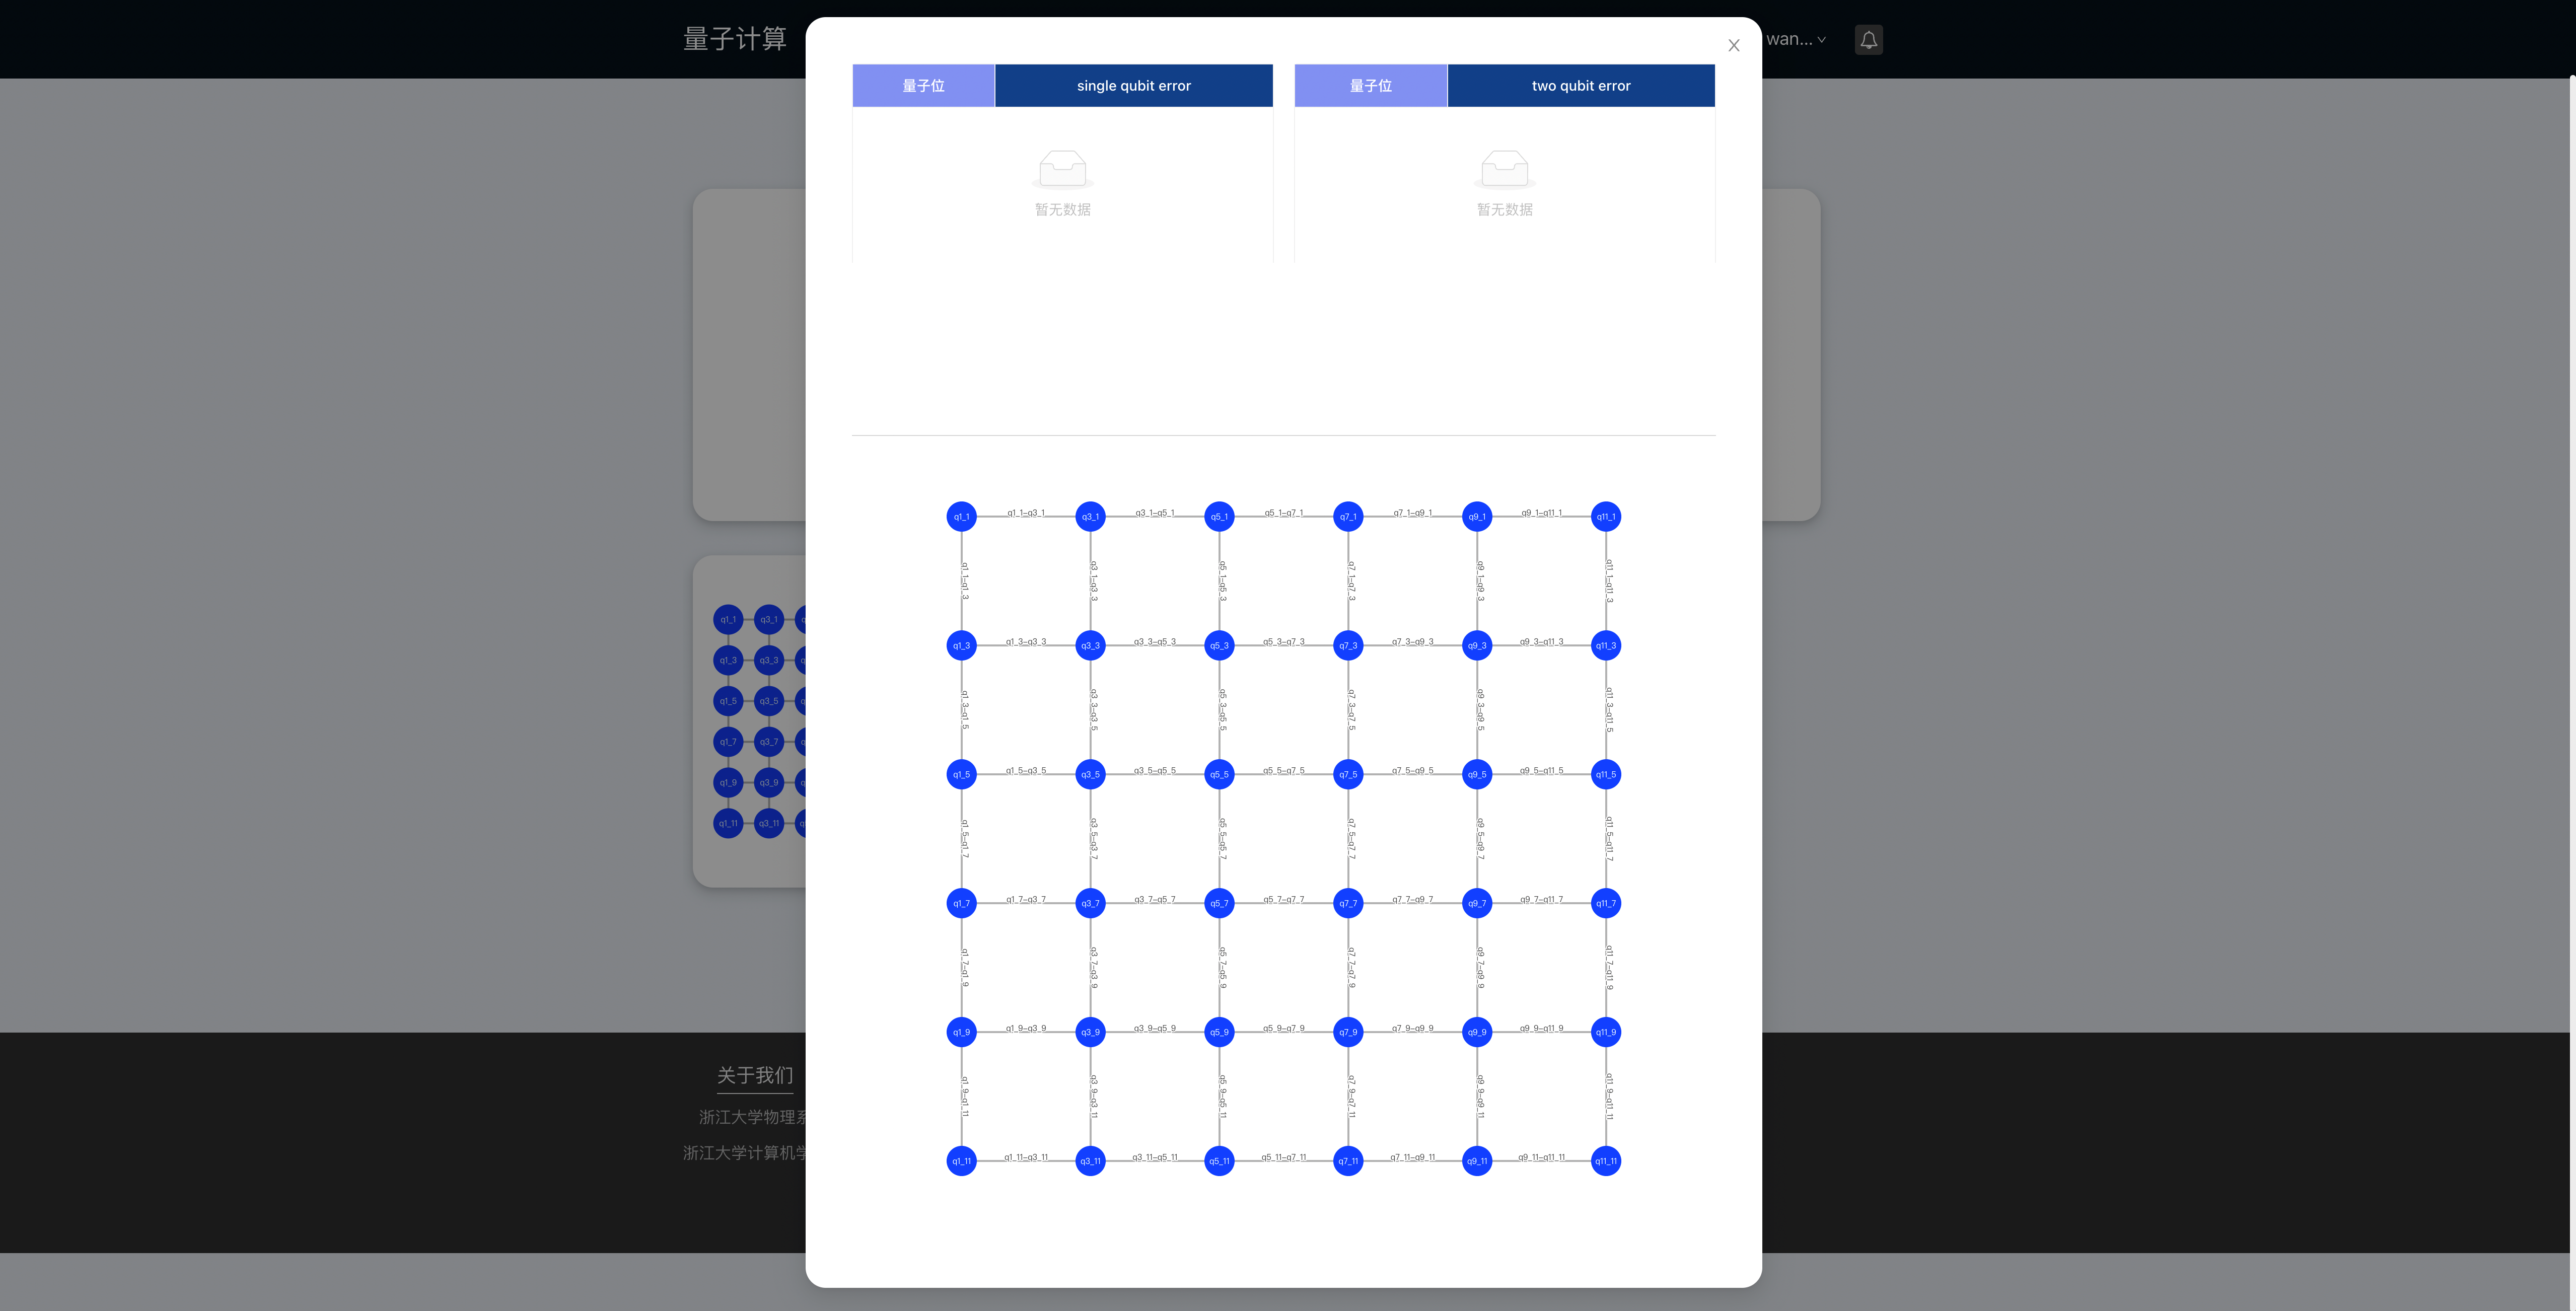 量子计算
wan...
量子位 single qubit error
量子位 two qubit error
暂无数据
暂无数据
q1_1 q1_1-q3_1 q3_1 q3_1-q5_1 q5_1 q5_1-q7_1 q7_1 q7_1-q9_1 q9_1 q9_1-q11_1 q11_1
q1_1-q1_3 q3_1-q3_3 q5_1-q5_3 q7_1-q7_3 q9_1-q9_3 q11_1-q11_3
q1_3 q1_3-q3_3 q3_3 q3_3-q5_3 q5_3 q5_3-q7_3 q7_3 q7_3-q9_3 q9_3 q9_3-q11_3 q11_3
q1_3-q1_5 q3_3-q3_5 q5_3-q5_5 q7_3-q7_5 q9_3-q9_5 q11_3-q11_5
q1_5 q1_5-q3_5 q3_5 q3_5-q5_5 q5_5 q5_5-q7_5 q7_5 q7_5-q9_5 q9_5 q9_5-q11_5 q11_5
q1_5-q1_7 q3_5-q3_7 q5_5-q5_7 q7_5-q7_7 q9_5-q9_7 q11_5-q11_7
q1_7 q1_7-q3_7 q3_7 q3_7-q5_7 q5_7 q5_7-q7_7 q7_7 q7_7-q9_7 q9_7 q9_7-q11_7 q11_7
q1_7-q1_9 q3_7-q3_9 q5_7-q5_9 q7_7-q7_9 q9_7-q9_9 q11_7-q11_9
q1_9 q1_9-q3_9 q3_9 q3_9-q5_9 q5_9 q5_9-q7_9 q7_9 q7_9-q9_9 q9_9 q9_9-q11_9 q11_9
q1_9-q1_11 q3_9-q3_11 q5_9-q5_11 q7_9-q7_11 q9_9-q9_11 q11_9-q11_11
q1_11 q1_11-q3_11 q3_11 q3_11-q5_11 q5_11 q5_11-q7_11 q7_11 q7_11-q9_11 q9_11 q9_11-q11_11 q11_11
q1_1 q3_1
q1_3 q3_3
q1_5 q3_5
q1_7 q3_7
q1_9 q3_9
q1_11 q3_11
关于我们
浙江大学物理系
浙江大学计算机学